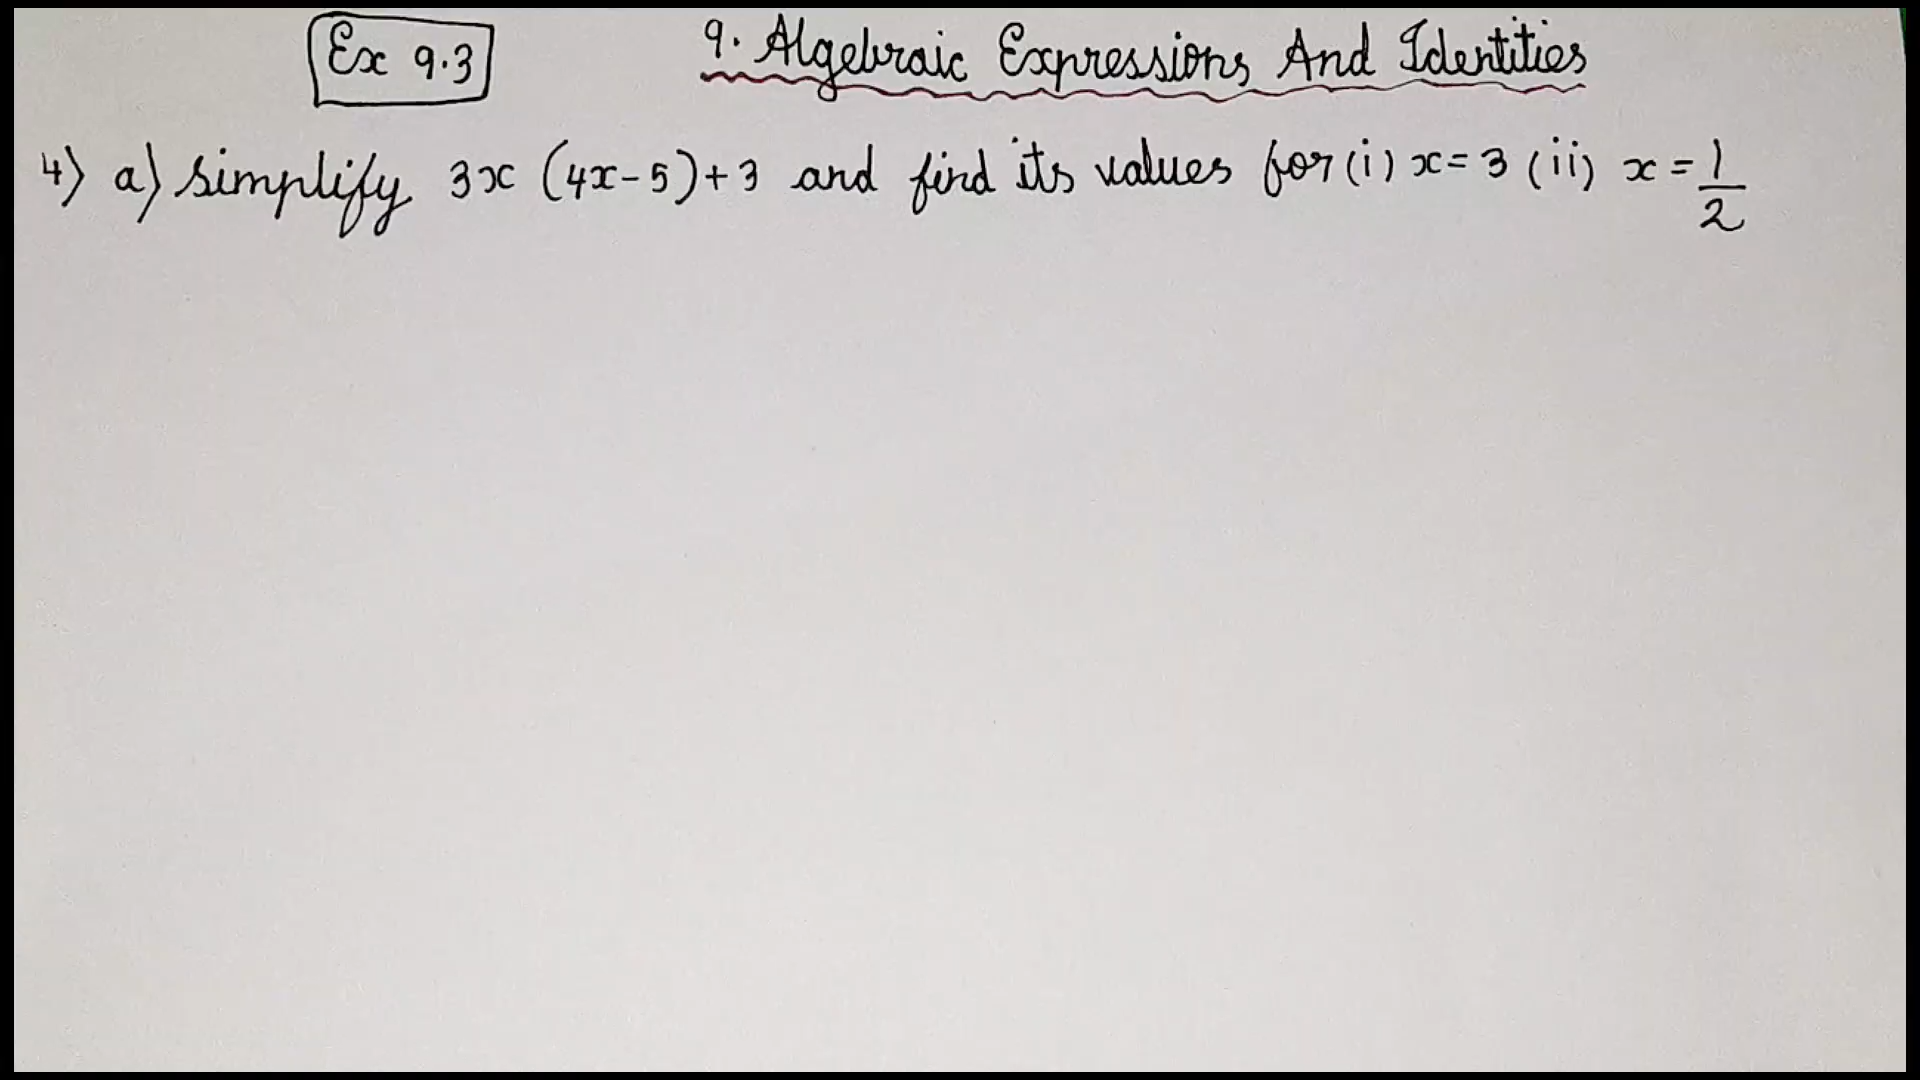 Ex 9.3
9. Algebraic Expressions And Identities
4) a) simplify 3x (4x-5)+3 and find its values for (i) x=3 (ii) x=1/2